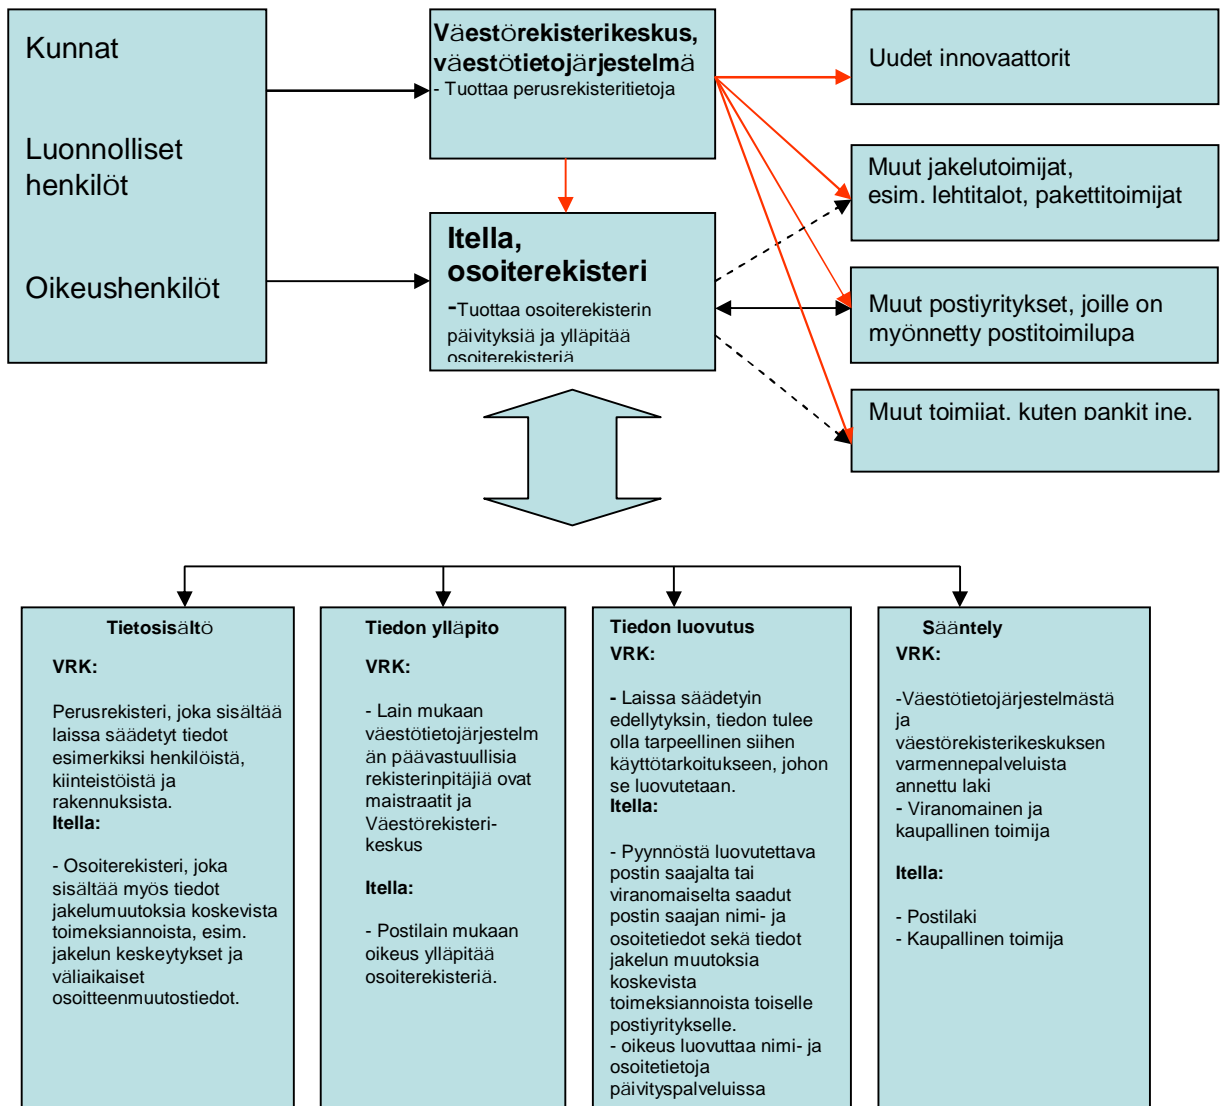 Kunnat
Luonnolliset
henkilöt
Oikeushenkilöt
Väestörekisterikeskus,
väestötietojärjestelmä
- Tuottaa perusrekisteritietoja
Itella,
osoiterekisteri
-Tuottaa osoiterekisterin
päivityksiä ja ylläpitää
osoiterekisteriä
Uudet innovaattorit
Muut jakelutoimijat,
esim. lehtitalot, pakettitoimijat
Muut postiyritykset, joille on
myönnetty postitoimilupa
Muut toimijat, kuten pankit jne.
Tietosisältö
VRK:
Perusrekisteri, joka sisältää
laissa säädetyt tiedot
esimerkiksi henkilöistä,
kiinteistöistä ja
rakennuksista.
Itella:
- Osoiterekisteri, joka
sisältää myös tiedot
jakelumuutoksia koskevista
toimeksiannoista, esim.
jakelun keskeytykset ja
väliaikaiset
osoitteenmuutostiedot.
Tiedon ylläpito
VRK:
- Lain mukaan
väestötietojärjestelm
än päävastuullisia
rekisterinpitäjiä ovat
maistraatit ja
Väestörekisteri-
keskus
Itella:
- Postilain mukaan
oikeus ylläpitää
osoiterekisteriä.
Tiedon luovutus
VRK:
- Laissa säädetyin
edellytyksin, tiedon tulee
olla tarpeellinen siihen
käyttötarkoitukseen, johon
se luovutetaan.
Itella:
- Pyynnöstä luovutettava
postin saajalta tai
viranomaiselta saadut
postin saajan nimi- ja
osoitetiedot sekä tiedot
jakelun muutoksia
koskevista
toimeksiannoista toiselle
postiyritykselle.
- oikeus luovuttaa nimi- ja
osoitetietoja
päivityspalveluissa
Sääntely
VRK:
-Väestötietojärjestelmästä
ja
väestörekisterikeskuksen
varmennepalveluista
annettu laki
- Viranomainen ja
kaupallinen toimija
Itella:
- Postilaki
- Kaupallinen toimija